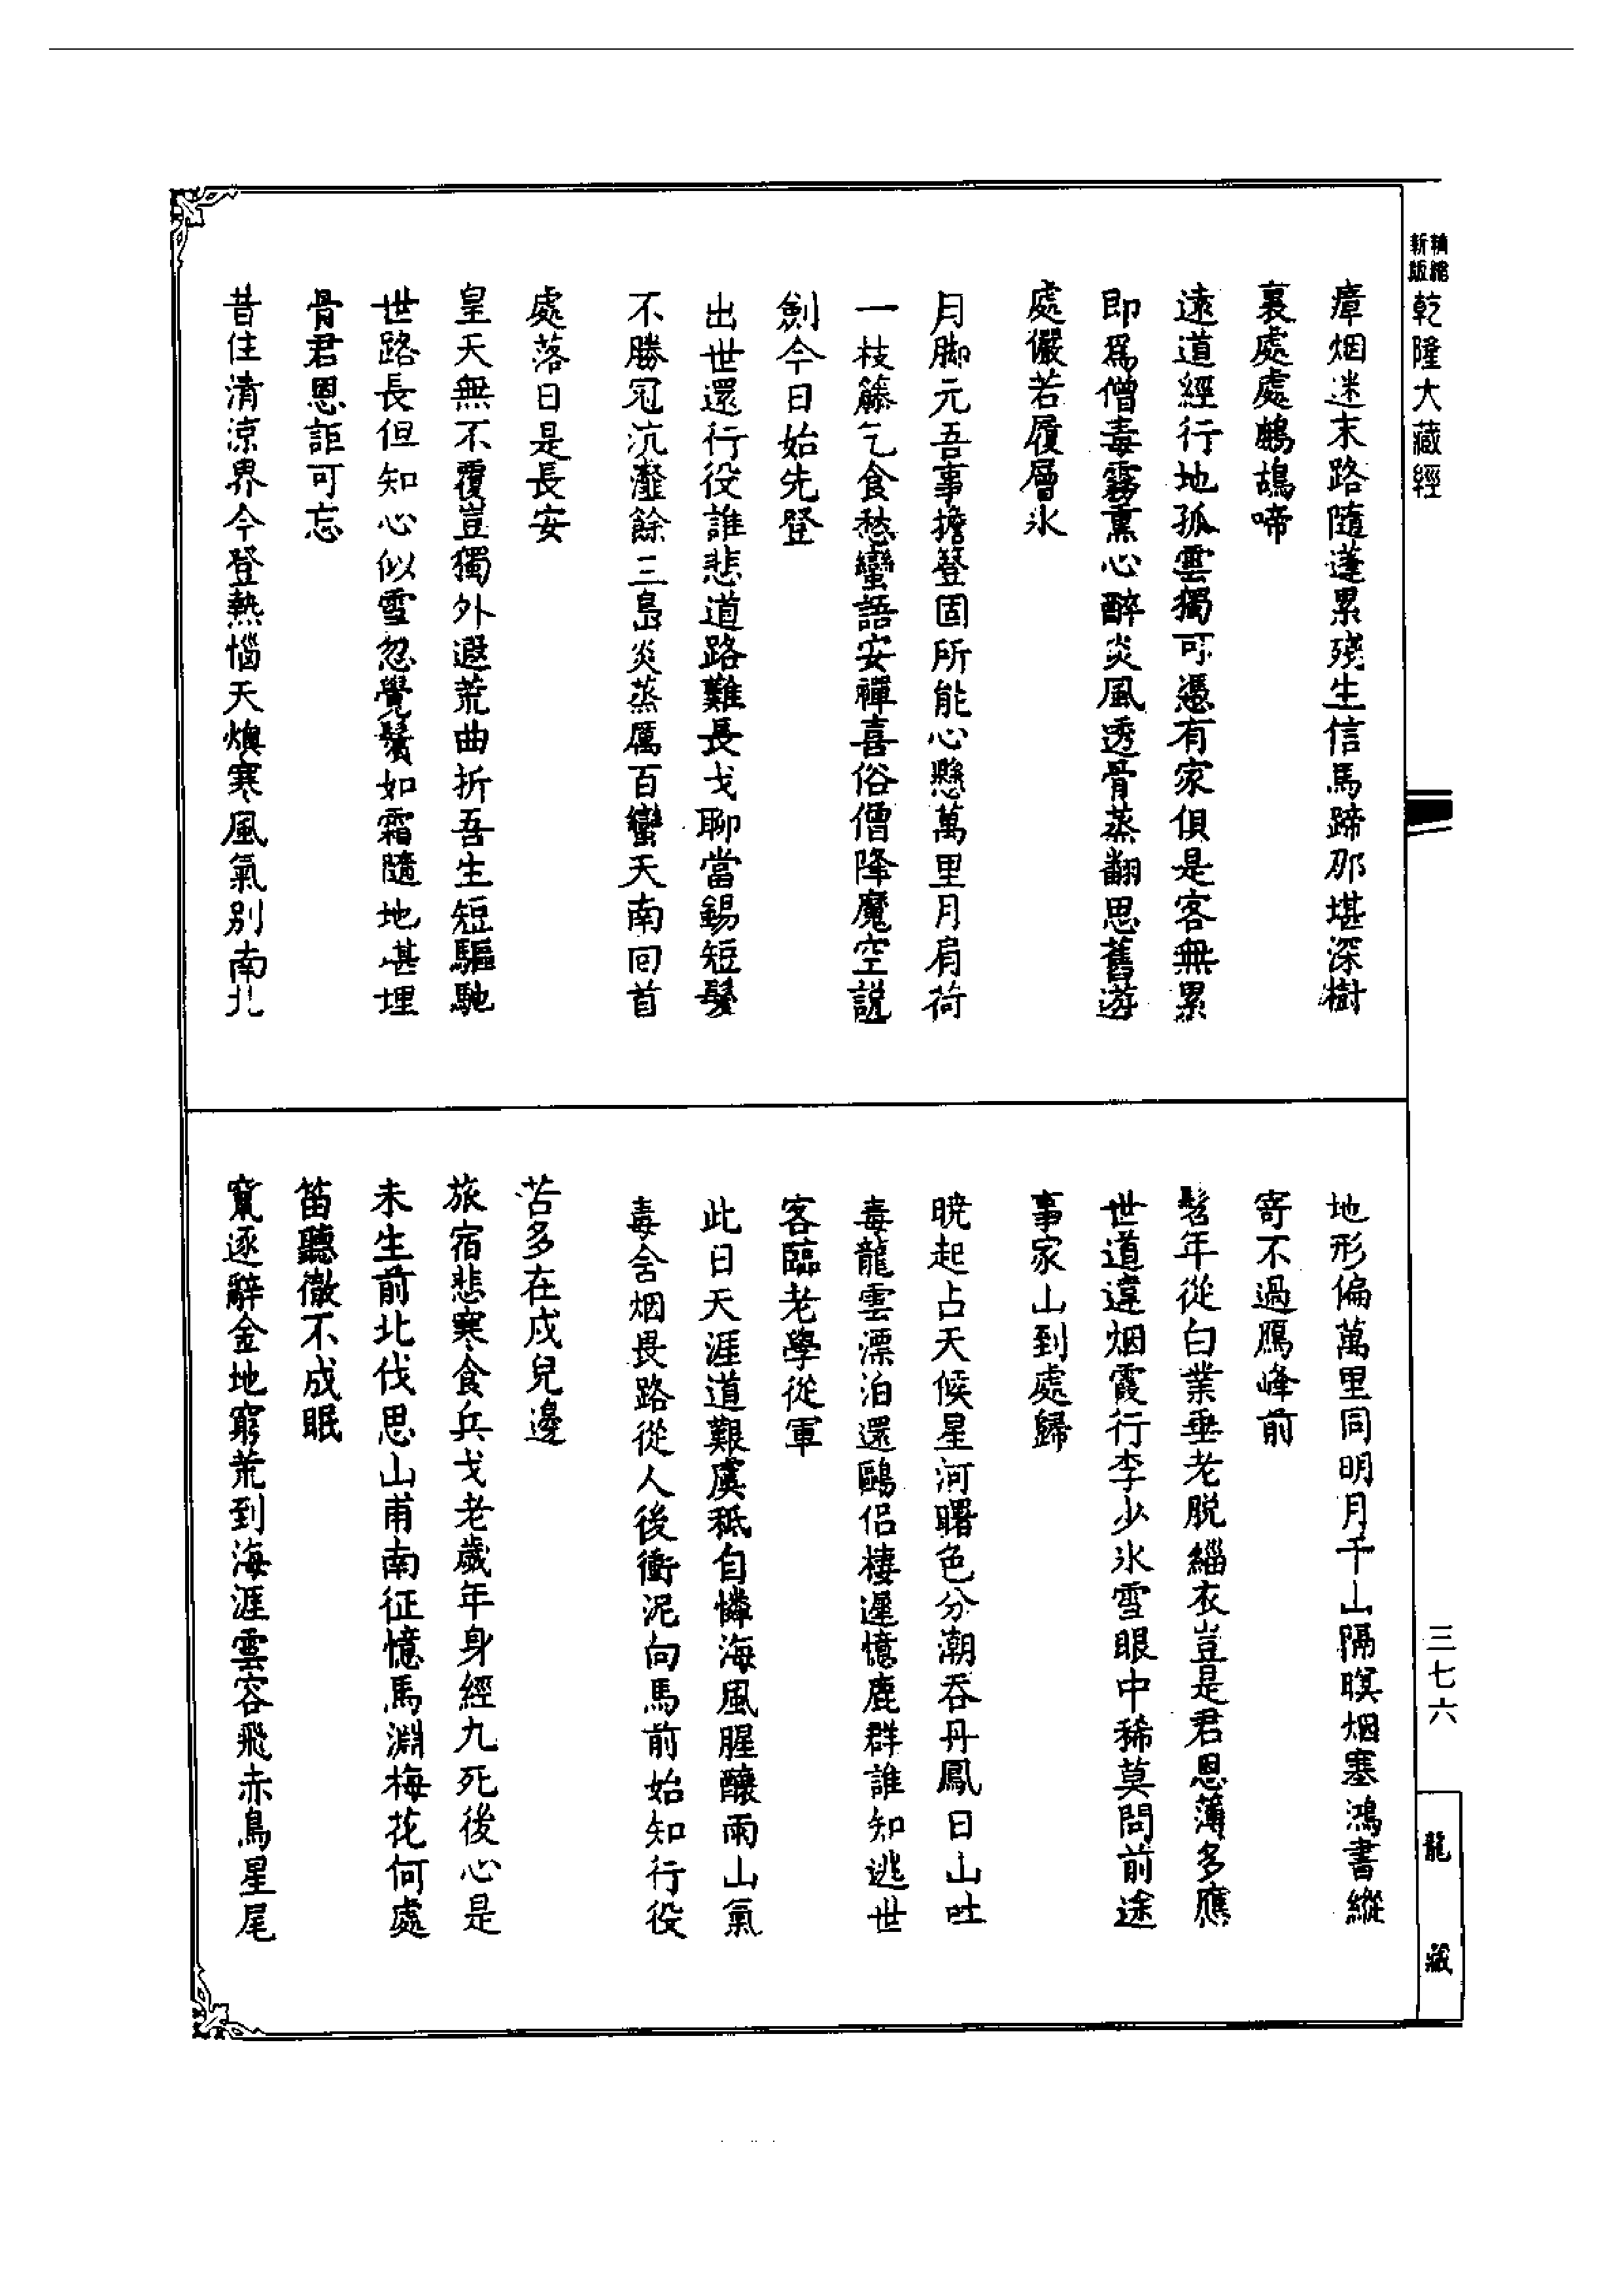 精縮
新版
乾隆大藏經
瘴烟迷末路隨蓬累殘生信馬蹄那堪深樹
裏處處鷓鴣啼
遠道經行地孤雲獨可憑有家俱是客無累
即爲僧毒霧熏心醉炎風透骨蒸翻思舊遊
處儼若履層氷
月脚元吾事擔簦固所能心懸萬里月肩荷
一枝籐乞食愁蠻語安禪喜俗僧降魔空說
劍今日始先登
出世還行役誰悲道路難長戈聊當錫短髮
不勝冠沆瀣餘三島炎蒸厲百蠻天南回首
處落日是長安
皇天無不覆豈獨外遐荒曲折吾生短驅馳
世路長但知心似雪忽覺鬢如霜隨地堪埋
骨君恩詎可忘
昔住清涼界今登熱惱天燠寒風氣别南北
地形偏萬里同明月千山隔暝烟塞鴻書縱
寄不過鴈峰前
髫年從白業垂老脱緇衣豈是君恩薄多應
世道違烟霞行李少氷雪眼中稀莫問前途
事家山到處歸
曉起占天候星河曙色分潮吞丹鳳日山吐
毒龍雲漂泊還鷗侣棲遲憶鹿群誰知逃世
客臨老學從軍
此日天涯道艱虞秪自憐海風腥釀雨山氣
毒含烟畏路從人後衝泥向馬前始知行役
苦多在戍兒邊
旅宿悲寒食兵戈老歲年身經九死後心是
未生前北伐思山甫南征憶馬淵梅花何處
笛聽徹不成眠
竄逐辭金地窮荒到海涯雲容飛赤鳥星尾
三七六
龍藏